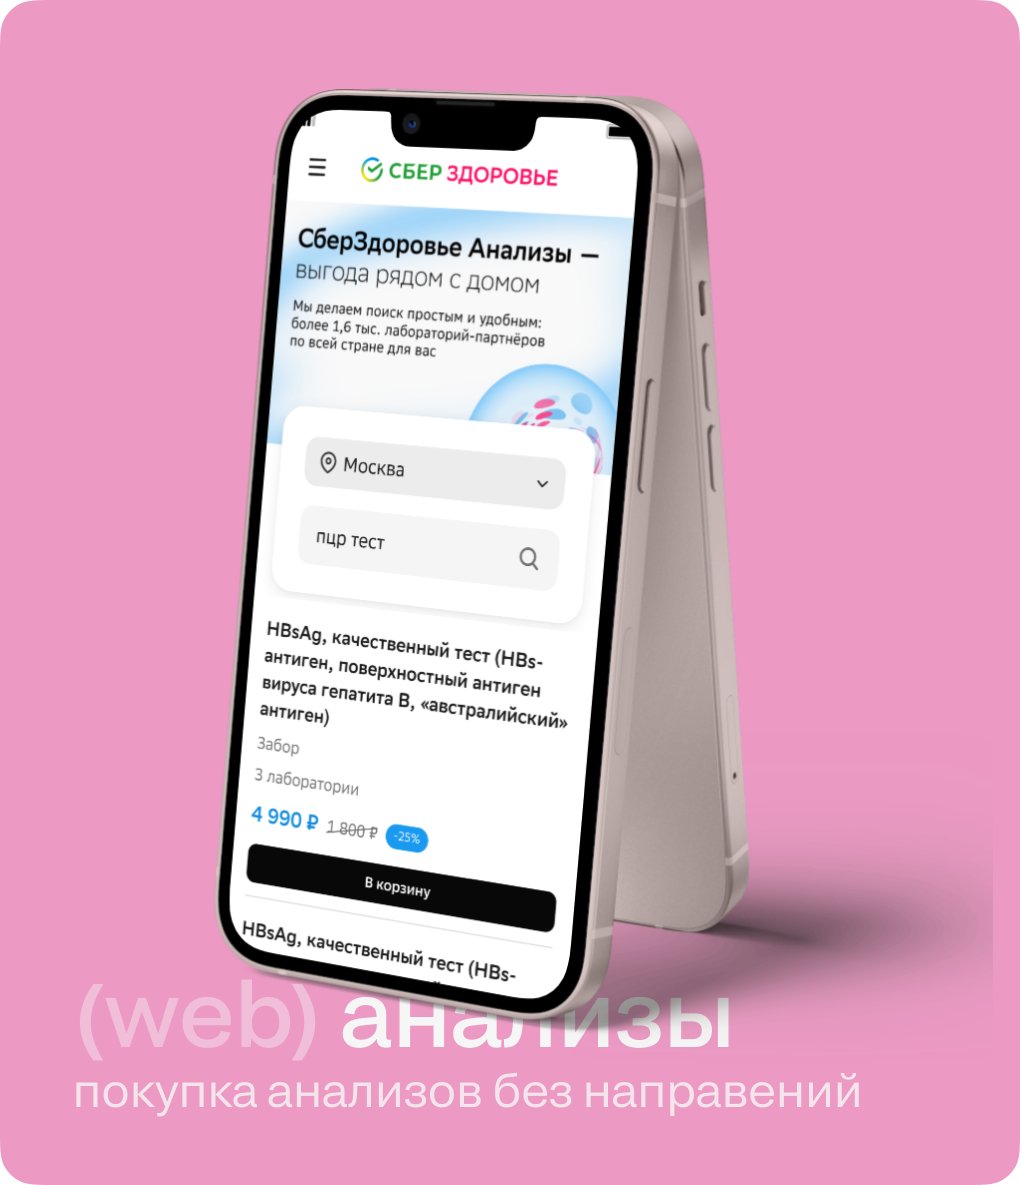 СБЕР ЗДОРОВЬЕ
СберЗдоровье Анализы —
выгода рядом с домом
Мы делаем поиск простым и удобным:
более 1,6 тыс. лабораторий-партнёров
по всей стране для вас
Москва
пцр тест
HBsAg, качественный тест (HBs-
антиген, поверхностный антиген
вируса гепатита В, «австралийский»
антиген)
Забор
3 лаборатории
4 990 ₽ 1 800 ₽ -25%
В корзину
HBsAg, качественный тест (HBs-
(web) анализы
покупка анализов без направений